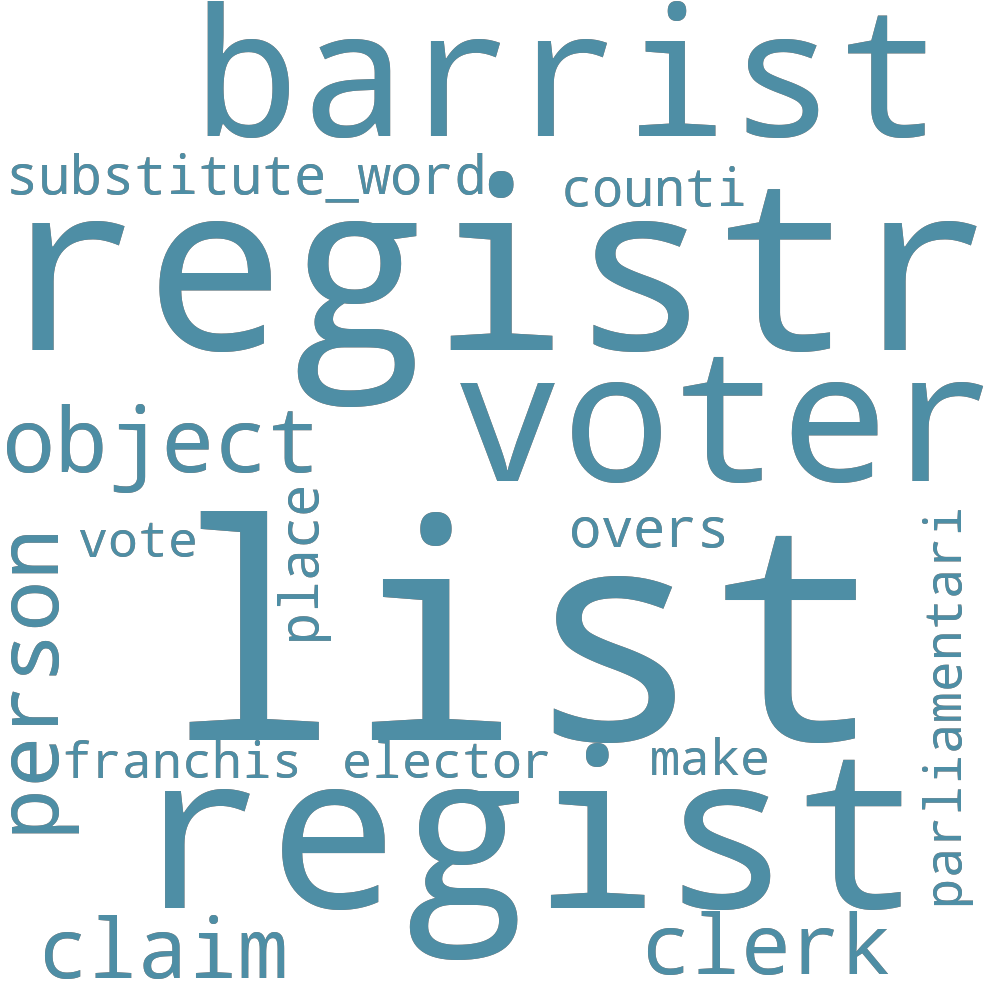 barrist
substitute_word
counti
registr
voter
object
place
list
vote
overs
person
parliamentari
franchis
elector
make
regist
claim
clerk